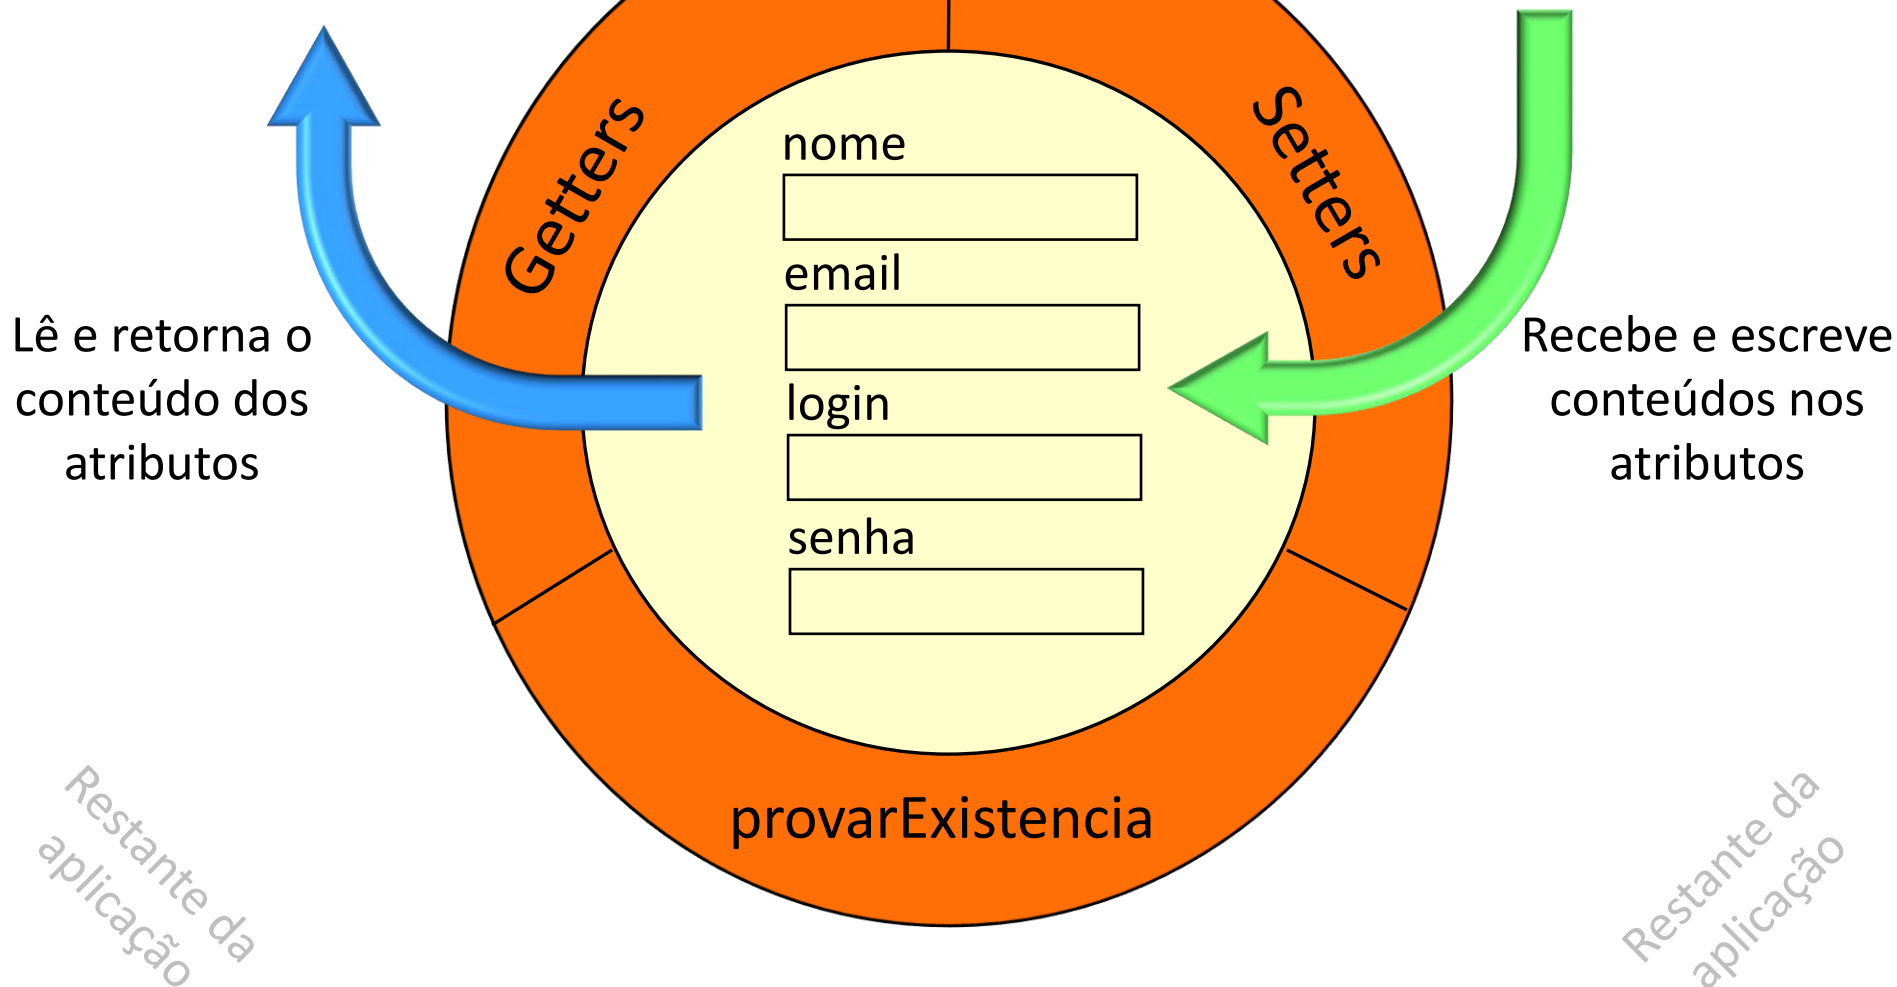 Getters
Setters
nome
email
login
senha
Lê e retorna o
conteúdo dos
atributos
Recebe e escreve
conteúdos nos
atributos
provarExistencia
Restante da
aplicação
Restante da
aplicação